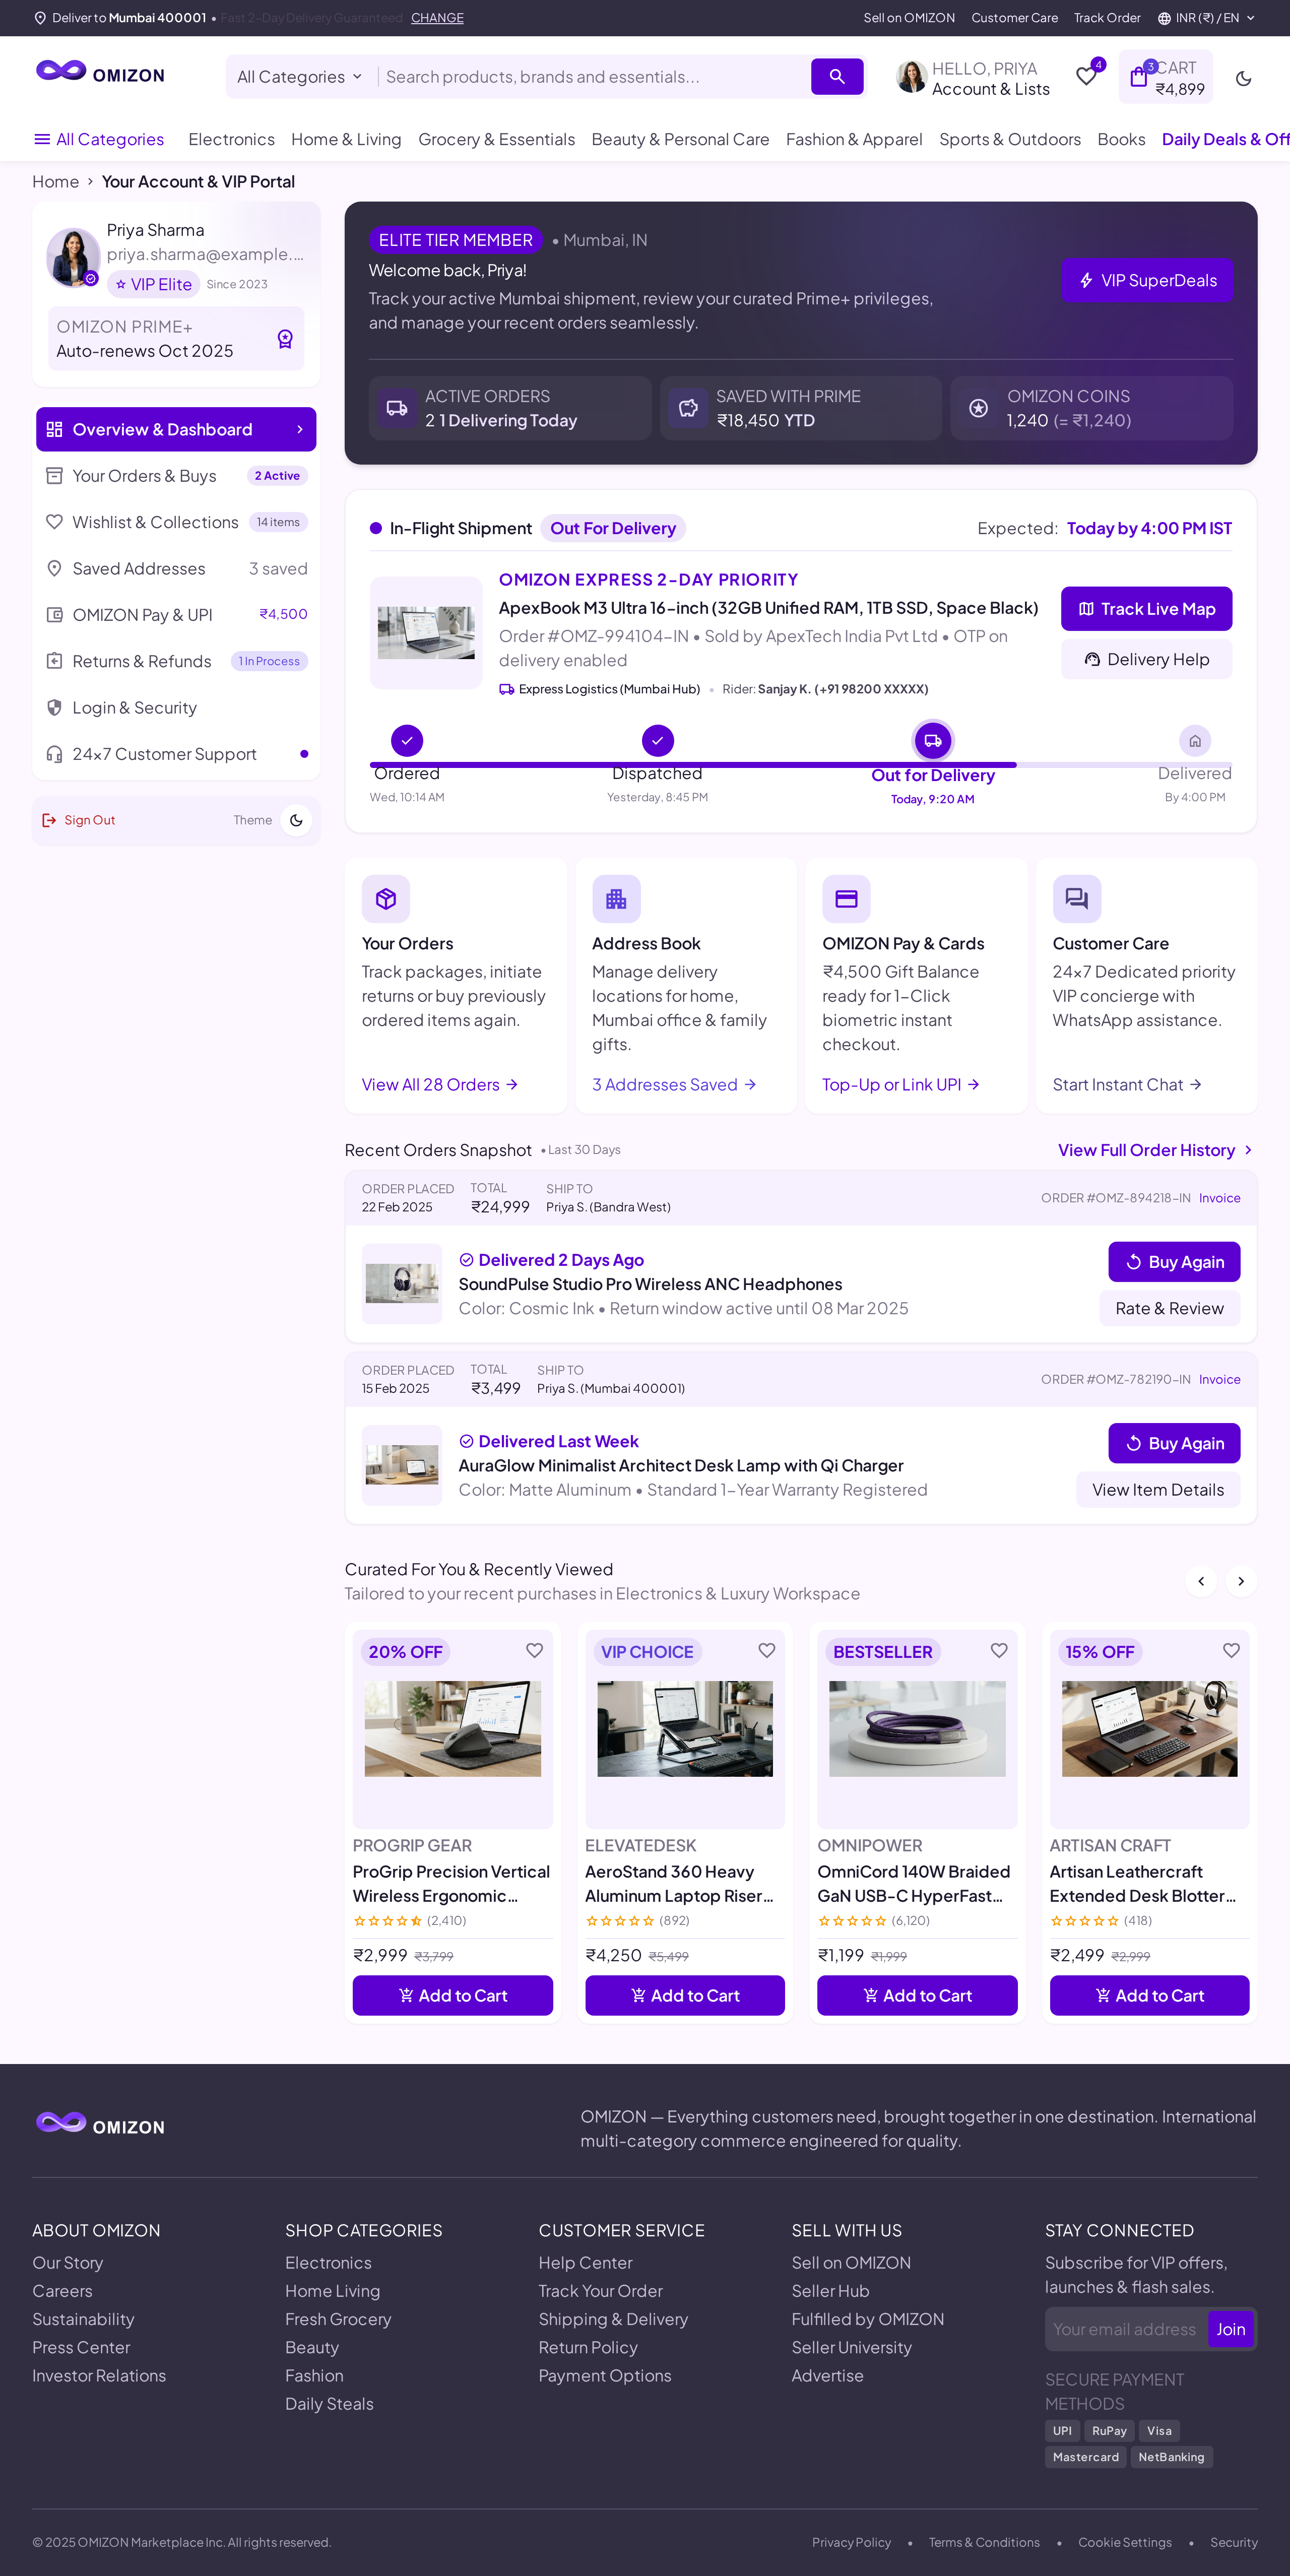 Deliver to Mumbai 400001 • Fast 2-Day Delivery Guaranteed CHANGE
Sell on OMIZON Customer Care Track Order INR (₹) / EN
OMIZON
All Categories Search products, brands and essentials...
HELLO, PRIYA
Account & Lists
4
3 CART
₹4,899
All Categories Electronics Home & Living Grocery & Essentials Beauty & Personal Care Fashion & Apparel Sports & Outdoors Books Daily Deals & Off
Home > Your Account & VIP Portal
Priya Sharma
priya.sharma@example....
VIP Elite Since 2023
OMIZON PRIME+
Auto-renews Oct 2025
Overview & Dashboard
Your Orders & Buys 2 Active
Wishlist & Collections 14 items
Saved Addresses 3 saved
OMIZON Pay & UPI ₹4,500
Returns & Refunds 1 In Process
Login & Security
24×7 Customer Support
Sign Out Theme
ELITE TIER MEMBER • Mumbai, IN
Welcome back, Priya!
Track your active Mumbai shipment, review your curated Prime+ privileges,
and manage your recent orders seamlessly.
VIP SuperDeals
ACTIVE ORDERS
2 1 Delivering Today
SAVED WITH PRIME
₹18,450 YTD
OMIZON COINS
1,240 (= ₹1,240)
In-Flight Shipment Out For Delivery
Expected: Today by 4:00 PM IST
OMIZON EXPRESS 2-DAY PRIORITY
ApexBook M3 Ultra 16-inch (32GB Unified RAM, 1TB SSD, Space Black)
Order #OMZ-994104-IN • Sold by ApexTech India Pvt Ltd • OTP on
delivery enabled
Express Logistics (Mumbai Hub) • Rider: Sanjay K. (+91 98200 XXXXX)
Track Live Map
Delivery Help
Ordered
Wed, 10:14 AM
Dispatched
Yesterday, 8:45 PM
Out for Delivery
Today, 9:20 AM
Delivered
By 4:00 PM
Your Orders
Track packages, initiate
returns or buy previously
ordered items again.
View All 28 Orders →
Address Book
Manage delivery
locations for home,
Mumbai office & family
gifts.
3 Addresses Saved →
OMIZON Pay & Cards
₹4,500 Gift Balance
ready for 1-Click
biometric instant
checkout.
Top-Up or Link UPI →
Customer Care
24×7 Dedicated priority
VIP concierge with
WhatsApp assistance.
Start Instant Chat →
Recent Orders Snapshot • Last 30 Days
View Full Order History >
ORDER PLACED
22 Feb 2025
TOTAL
₹24,999
SHIP TO
Priya S. (Bandra West)
ORDER #OMZ-894218-IN Invoice
Delivered 2 Days Ago
SoundPulse Studio Pro Wireless ANC Headphones
Color: Cosmic Ink • Return window active until 08 Mar 2025
Buy Again
Rate & Review
ORDER PLACED
15 Feb 2025
TOTAL
₹3,499
SHIP TO
Priya S. (Mumbai 400001)
ORDER #OMZ-782190-IN Invoice
Delivered Last Week
AuraGlow Minimalist Architect Desk Lamp with Qi Charger
Color: Matte Aluminum • Standard 1-Year Warranty Registered
Buy Again
View Item Details
Curated For You & Recently Viewed
Tailored to your recent purchases in Electronics & Luxury Workspace
20% OFF
PROGRIP GEAR
ProGrip Precision Vertical
Wireless Ergonomic...
(2,410)
₹2,999 ₹3,799
Add to Cart
VIP CHOICE
ELEVATEDESK
AeroStand 360 Heavy
Aluminum Laptop Riser...
(892)
₹4,250 ₹5,499
Add to Cart
BESTSELLER
OMNIPOWER
OmniCord 140W Braided
GaN USB-C HyperFast...
(6,120)
₹1,199 ₹1,999
Add to Cart
15% OFF
ARTISAN CRAFT
Artisan Leathercraft
Extended Desk Blotter...
(418)
₹2,499 ₹2,999
Add to Cart
OMIZON
OMIZON — Everything customers need, brought together in one destination. International
multi-category commerce engineered for quality.
ABOUT OMIZON
Our Story
Careers
Sustainability
Press Center
Investor Relations
SHOP CATEGORIES
Electronics
Home Living
Fresh Grocery
Beauty
Fashion
Daily Steals
CUSTOMER SERVICE
Help Center
Track Your Order
Shipping & Delivery
Return Policy
Payment Options
SELL WITH US
Sell on OMIZON
Seller Hub
Fulfilled by OMIZON
Seller University
Advertise
STAY CONNECTED
Subscribe for VIP offers,
launches & flash sales.
Your email address Join
SECURE PAYMENT
METHODS
UPI RuPay Visa
Mastercard NetBanking
© 2025 OMIZON Marketplace Inc. All rights reserved.
Privacy Policy • Terms & Conditions • Cookie Settings • Security